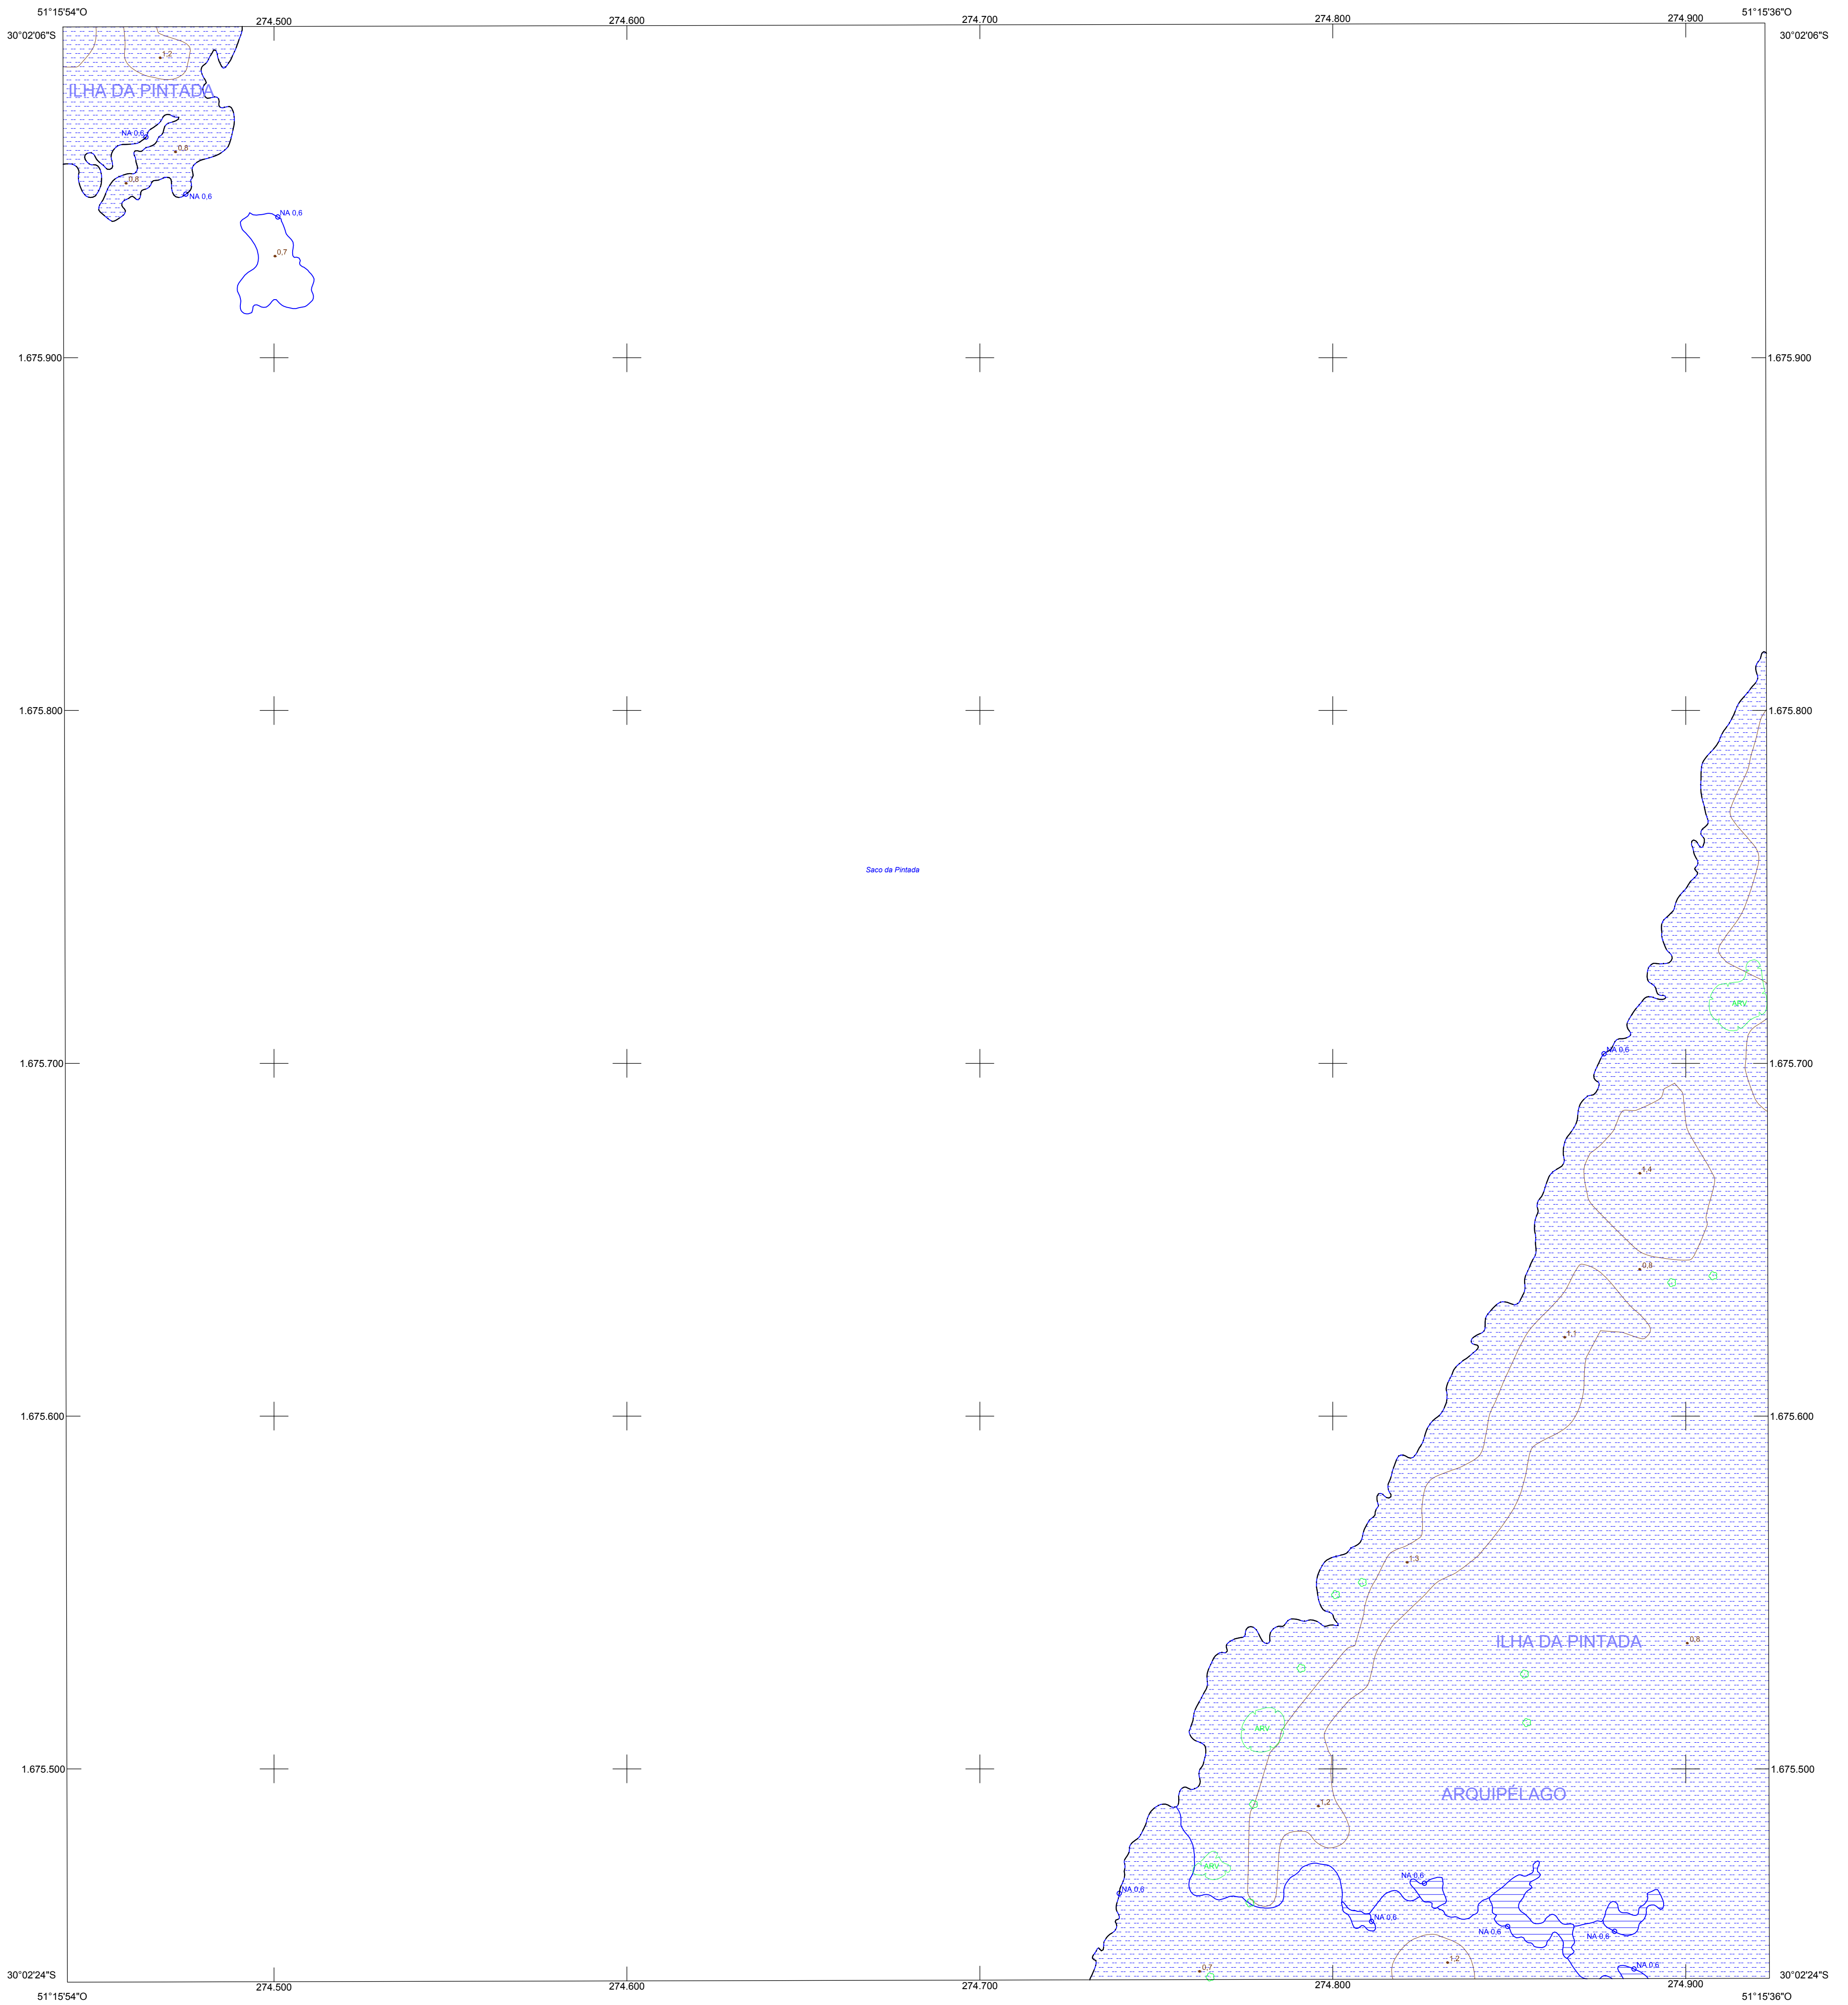 51°15'54"O
274.500
274.600
274.700
274.800
274.900
51°15'36"O
30°02'06"S
30°02'06"S
1,2
ILHA DA PINTADA
NA 0,6
0,8
0,8
NA 0,6
NA 0,6
0,7
1.675.900
1.675.900
1.675.800
1.675.800
Saco da Pintada
ARV
NA 0,6
1.675.700
1.675.700
1,4
0,8
1,1
1.675.600
1.675.600
1,3
ILHA DA PINTADA
0,8
ARV
1.675.500
1.675.500
ARQUIPÉLAGO
1,2
ARV
NA 0,6
NA 0,6
NA 0,6
NA 0,6
NA 0,6
1,2
NA 0,6
0,7
30°02'24"S
30°02'24"S
274.500
274.600
274.700
274.800
274.900
51°15'54"O
51°15'36"O